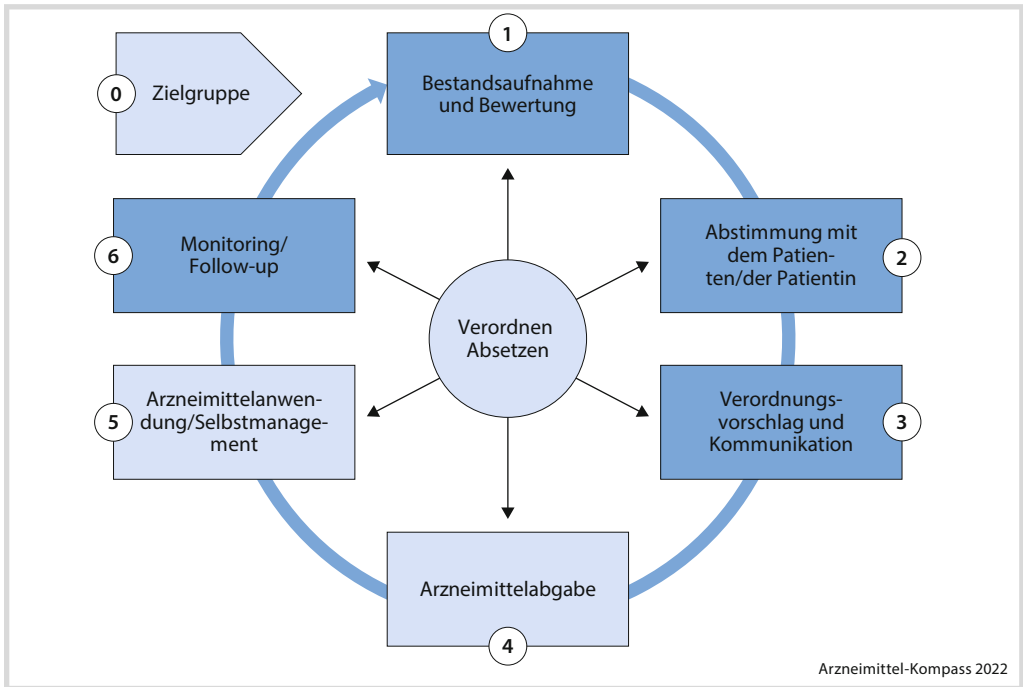 0
Zielgruppe
1
Bestandsaufnahme
und Bewertung
2
Abstimmung mit
dem Patien-
ten/der Patientin
3
Verordnungs-
vorschlag und
Kommunikation
4
Arzneimittelabgabe
5
Arzneimittelanwen-
dung/Selbstmanage-
ment
6
Monitoring/
Follow-up
Verordnen
Absetzen
Arzneimittel-Kompass 2022